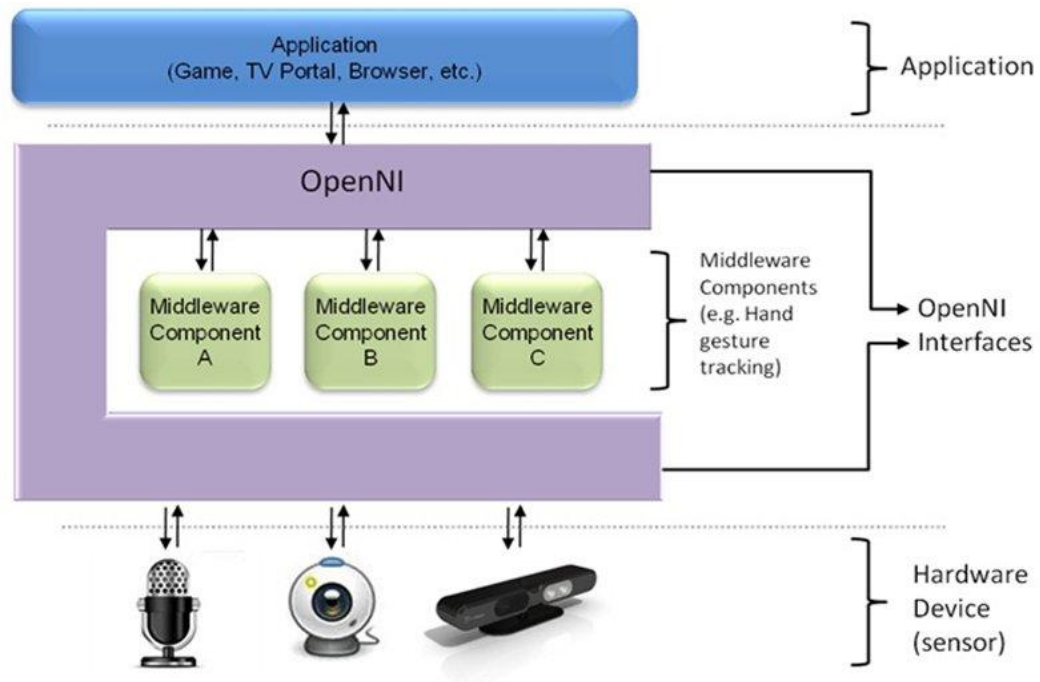 Application
(Game, TV Portal, Browser, etc.)
Application
OpenNI
Middleware
Component
A
Middleware
Component
B
Middleware
Component
C
Middleware
Components
(e.g. Hand
gesture
tracking)
OpenNI
Interfaces
Hardware
Device
(sensor)